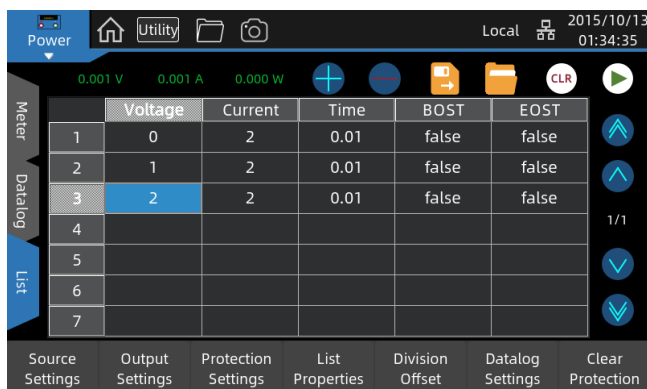 Power Utility Local 2015/10/13
01:34:35
0.001 V 0.001 A 0.000 W CLR
Meter
Datalog
List
Voltage Current Time BOST EOST
1 0 2 0.01 false false
2 1 2 0.01 false false
3 2 2 0.01 false false
4
5
6
7
1/1
Source Settings
Output Settings
Protection Settings
List Properties
Division Offset
Datalog Settings
Clear Protection